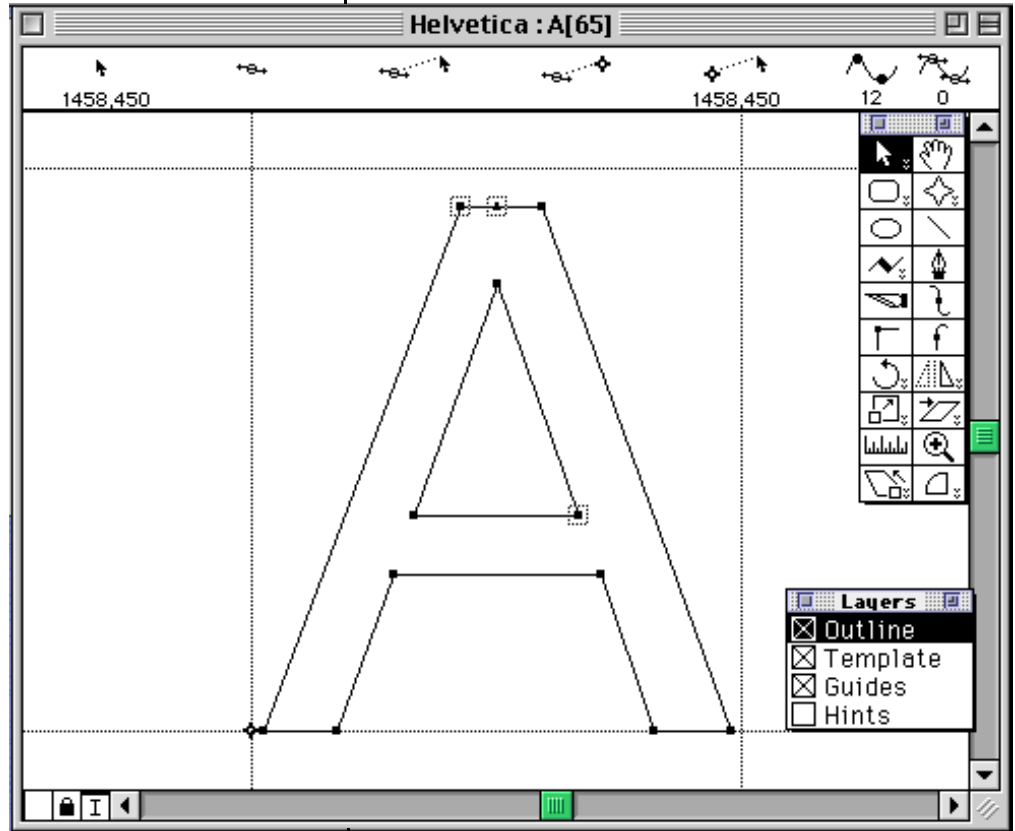 Helvetica : A[65]
1458,450 1458,450 12 0
Layers
Outline
Template
Guides
Hints